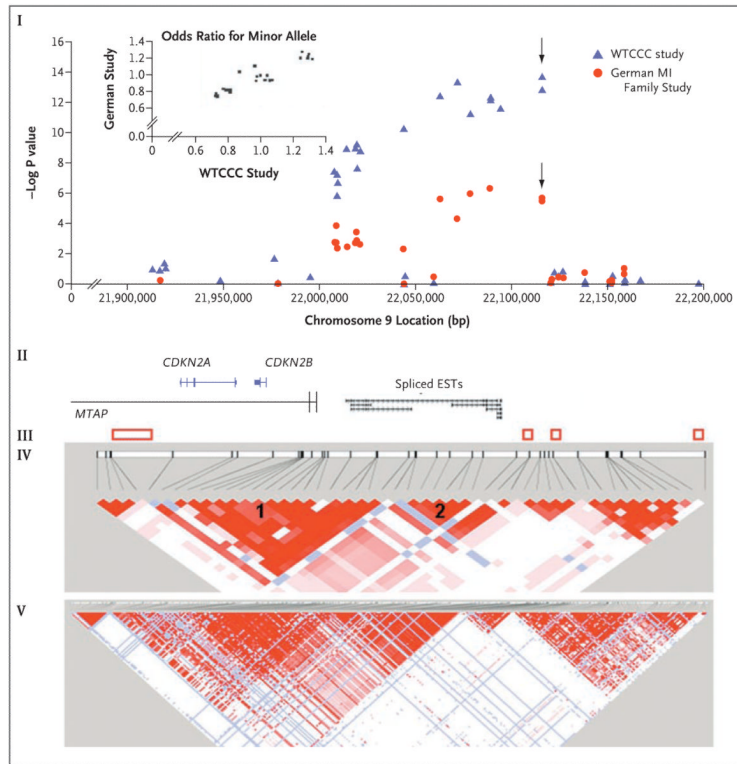 I
Odds Ratio for Minor Allele
German Study
1.4
1.2
1.0
0.8
0.6
0.0
0
0.6
0.8
1.0
1.2
1.4
WTCCC Study
WTCCC study
German MI
Family Study
–Log P value
16
14
12
10
8
6
4
2
0
0
21,900,000
21,950,000
22,000,000
22,050,000
22,100,000
22,150,000
22,200,000
Chromosome 9 Location (bp)
II
CDKN2A
CDKN2B
Spliced ESTs
MTAP
III
IV
1
2
V